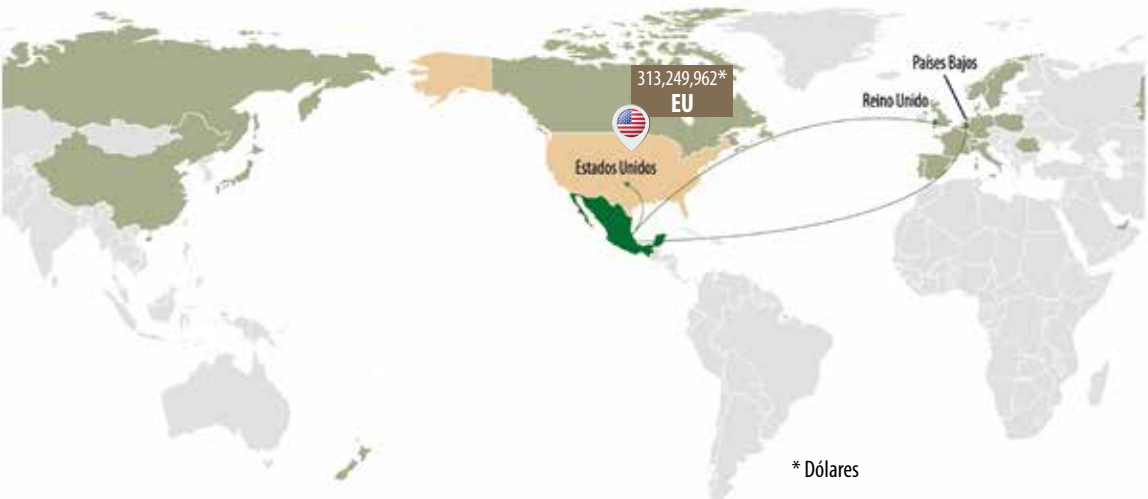 Países Bajos
313,249,962*
EU
Reino Unido
Estados Unidos
* Dólares